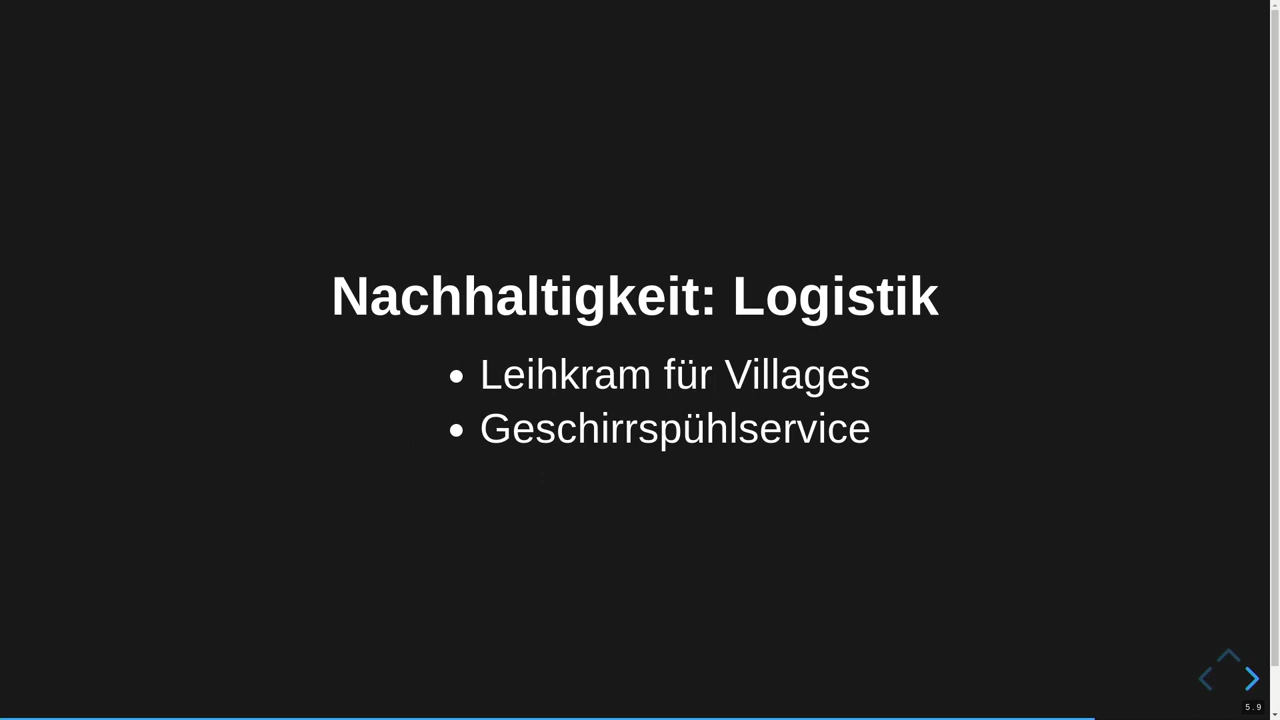 Nachhaltigkeit: Logistik
Leihkram für Villages
Geschirrspühlservice
5.9